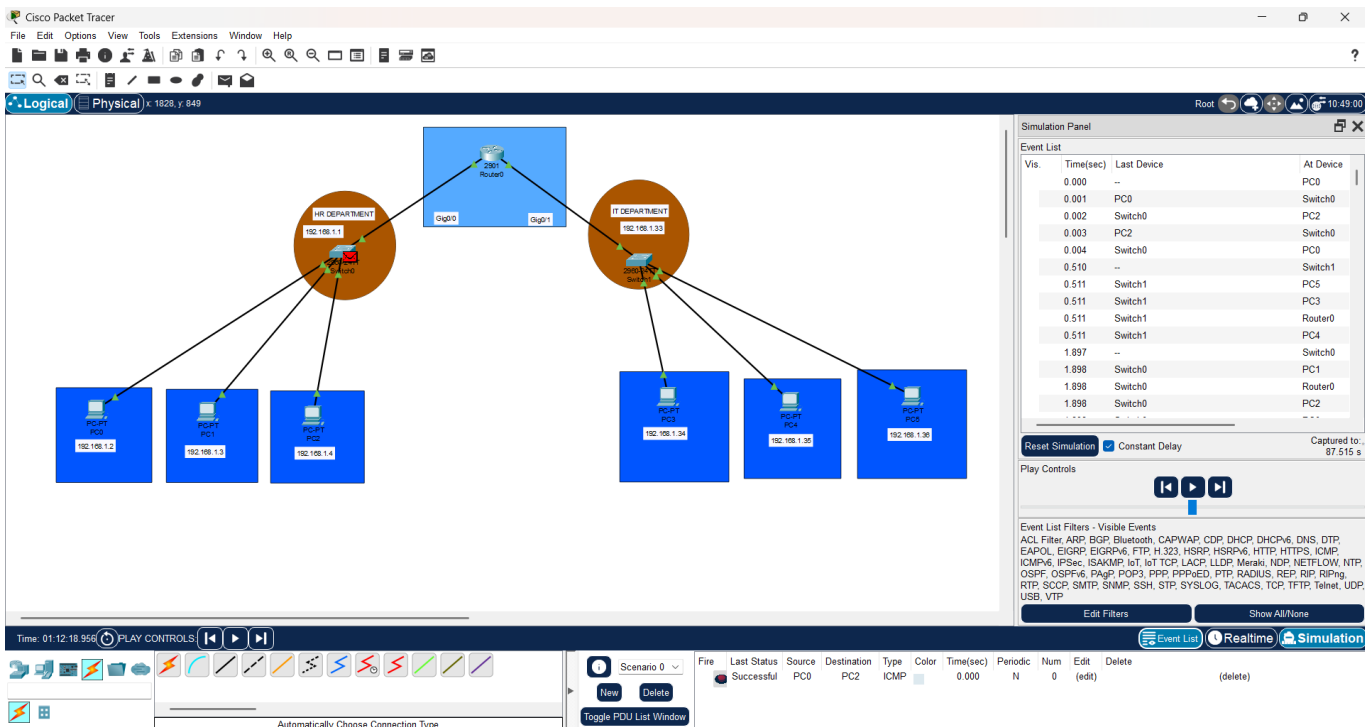 Cisco Packet Tracer
File Edit Options View Tools Extensions Window Help
?
Logical Physical x: 1828, y: 849
Root 10:49:00
2901
Router0
Gig0/0
Gig0/1
HR DEPARTMENT
192.168.1.1
Switch0
IT DEPARTMENT
192.168.1.33
Switch1
PC-PT
PC0
192.168.1.2
PC-PT
PC1
192.168.1.3
PC-PT
PC2
192.168.1.4
PC-PT
PC3
192.168.1.34
PC-PT
PC4
192.168.1.35
PC-PT
PC5
192.168.1.36
Simulation Panel
Event List
Vis. Time(sec) Last Device At Device
0.000 -- PC0
0.001 PC0 Switch0
0.002 Switch0 PC2
0.003 PC2 Switch0
0.004 Switch0 PC0
0.510 -- Switch1
0.511 Switch1 PC5
0.511 Switch1 PC3
0.511 Switch1 Router0
0.511 Switch1 PC4
1.897 -- Switch0
1.898 Switch0 PC1
1.898 Switch0 Router0
1.898 Switch0 PC2
Reset Simulation Constant Delay Captured to:
87.515 s
Play Controls
Event List Filters - Visible Events
ACL Filter, ARP, BGP, Bluetooth, CAPWAP, CDP, DHCP, DHCPv6, DNS, DTP,
EAPOL, EIGRP, EIGRPv6, FTP, H.323, HSRP, HSRPv6, HTTP, HTTPS, ICMP,
ICMPv6, IPSec, ISAKMP, IoT, IoT TCP, LACP, LLDP, Meraki, NDP, NETFLOW, NTP,
OSPF, OSPFv6, PAgP, POP3, PPP, PPPoED, PTP, RADIUS, REP, RIP, RIPng,
RTP, SCCP, SMTP, SNMP, SSH, STP, SYSLOG, TACACS, TCP, TFTP, Telnet, UDP,
USB, VTP
Edit Filters Show All/None
Time: 01:12:18.956 PLAY CONTROLS:
Event List Realtime Simulation
Scenario 0
New Delete
Toggle PDU List Window
Fire Last Status Source Destination Type Color Time(sec) Periodic Num Edit Delete
Successful PC0 PC2 ICMP 0.000 N 0 (edit) (delete)
Automatically Choose Connection Type